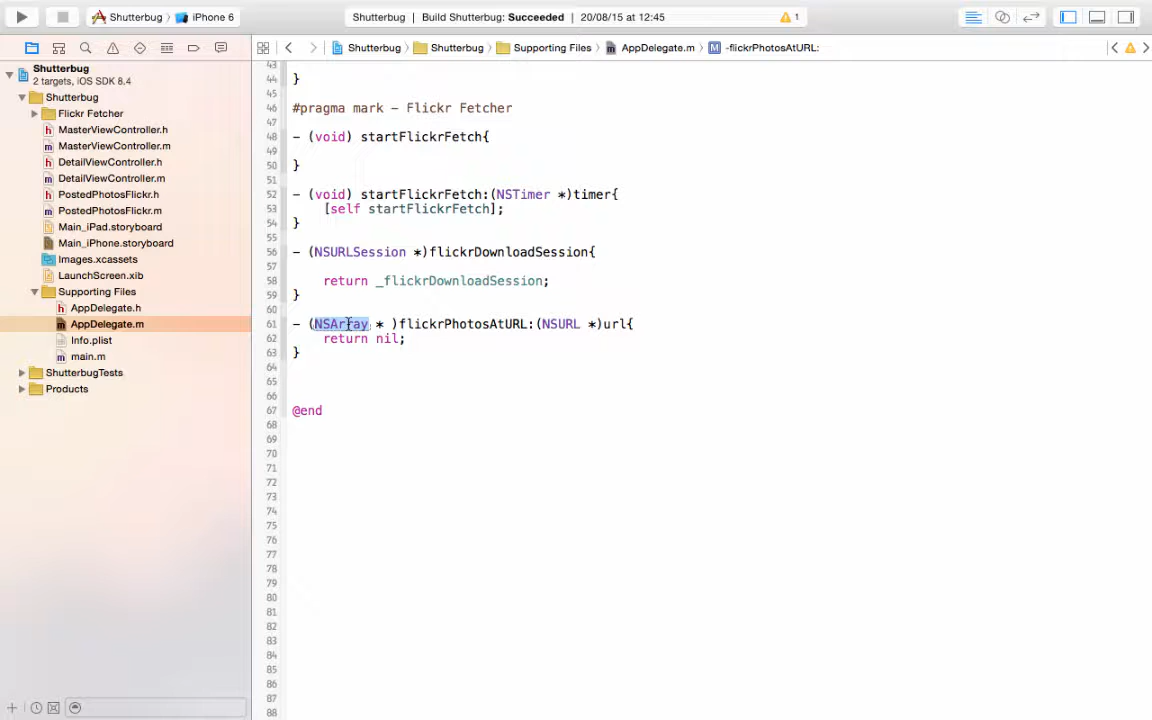 Shutterbug
iPhone 6
Shutterbug | Build Shutterbug: Succeeded | 20/08/15 at 12:45
1
Shutterbug
Shutterbug
Supporting Files
AppDelegate.m
M
-flickrPhotosAtURL:
Shutterbug
2 targets, iOS SDK 8.4
Shutterbug
Flickr Fetcher
h MasterViewController.h
m MasterViewController.m
h DetailViewController.h
m DetailViewController.m
h PostedPhotosFlickr.h
m PostedPhotosFlickr.m
Main_iPad.storyboard
Main_iPhone.storyboard
Images.xcassets
LaunchScreen.xib
Supporting Files
h AppDelegate.h
m AppDelegate.m
Info.plist
m main.m
ShutterbugTests
Products
43
44 }
45
46 #pragma mark - Flickr Fetcher
47
48 - (void) startFlickrFetch{
49
50 }
51
52 - (void) startFlickrFetch:(NSTimer *)timer{
53 [self startFlickrFetch];
54 }
55
56 - (NSURLSession *)flickrDownloadSession{
57
58 return _flickrDownloadSession;
59 }
60
61 - (NSArray * )flickrPhotosAtURL:(NSURL *)url{
62 return nil;
63 }
64
65
66
67 @end
68
69
70
71
72
73
74
75
76
77
78
79
80
81
82
83
84
85
86
87
88